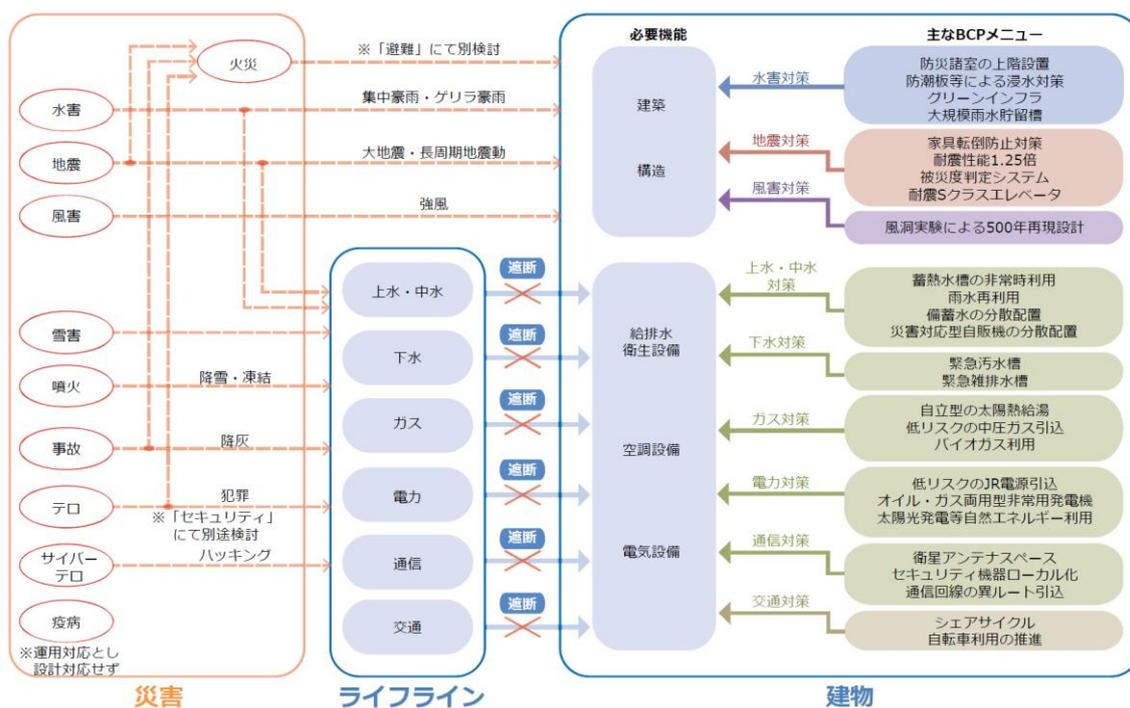 火災
水害
地震
風害
雪害
噴火
事故
テロ
サイバー
テロ
疫病
※運用対応とし
設計対応せず
災害
※「避難」にて別検討
集中豪雨・ゲリラ豪雨
大地震・長周期地震動
強風
降雪・凍結
降灰
犯罪
※「セキュリティ」
にて別途検討
ハッキング
上水・中水
下水
ガス
電力
通信
交通
ライフライン
遮断
遮断
遮断
遮断
遮断
遮断
必要機能
建築
構造
給排水
衛生設備
空調設備
電気設備
水害対策
地震対策
風害対策
上水・中水
対策
下水対策
ガス対策
電力対策
通信対策
交通対策
主なBCPメニュー
防災諸室の上階設置
防潮板等による浸水対策
グリーンインフラ
大規模雨水貯留槽
家具転倒防止対策
耐震性能1.25倍
被災度判定システム
耐震Sクラスエレベータ
風洞実験による500年再現設計
蓄熱水槽の非常時利用
雨水再利用
備蓄水の分散配置
災害対応型自販機の分散配置
緊急汚水槽
緊急雑排水槽
自立型の太陽熱給湯
低リスクの中圧ガス引込
バイオガス利用
低リスクのJR電源引込
オイル・ガス両用型非常用発電機
太陽光発電等自然エネルギー利用
衛星アンテナスペース
セキュリティ機器ローカル化
通信回線の異ルート引込
シェアサイクル
自転車利用の推進
建物